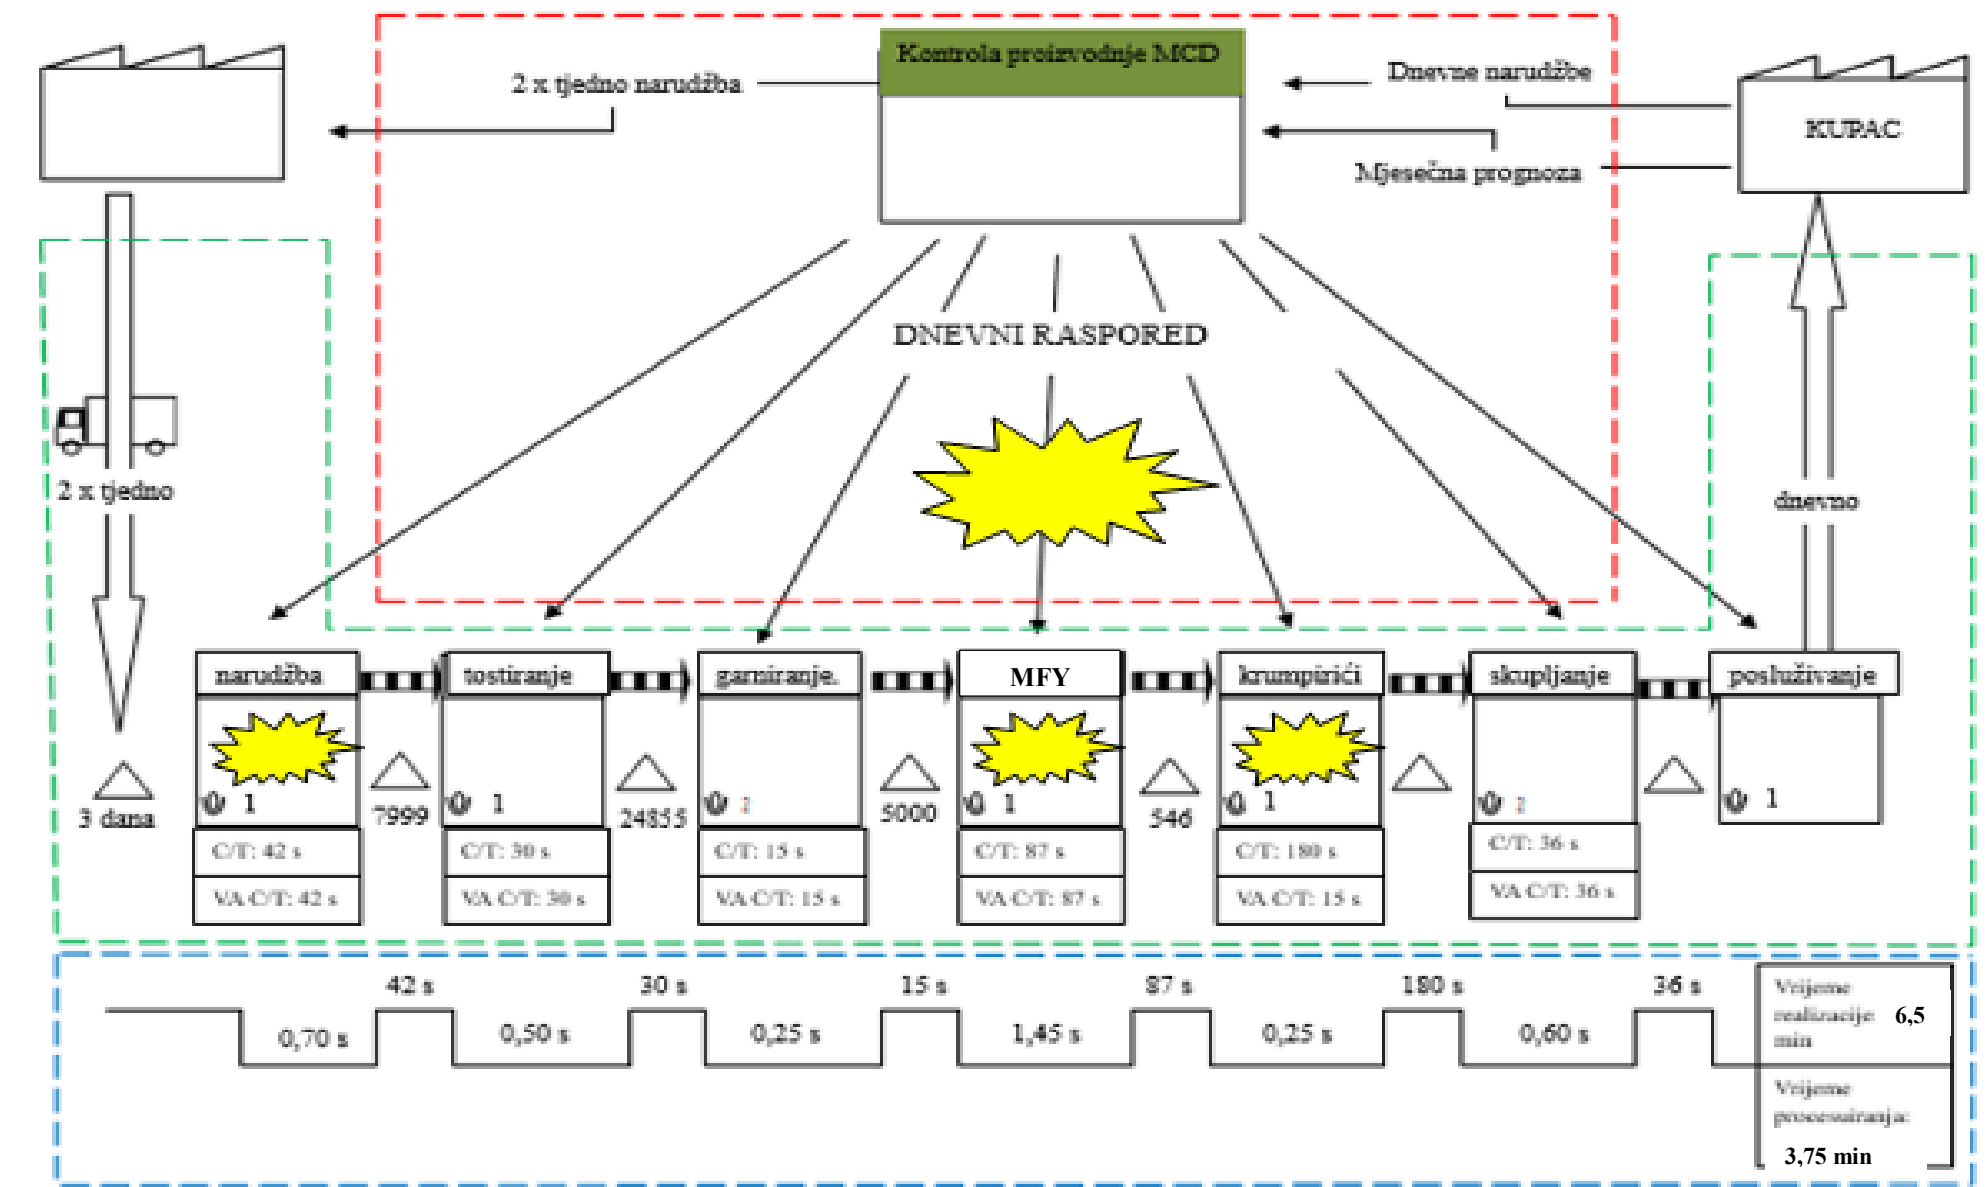 Kontrola proizvodnje MCD
2 x tjedno narudžba
Dnevne narudžbe
KUPAC
Mjesečna prognoza
DNEVNI RASPORED
2 x tjedno
dnevno
narudžba
tostiranje
garniranje.
MFY
krumpirići
skupljanje
posluživanje
3 dana
1
7999
1
24855
2
5000
1
546
1
2
1
C/T: 42 s
C/T: 30 s
C/T: 15 s
C/T: 87 s
C/T: 180 s
C/T: 36 s
VA C/T: 42 s
VA C/T: 30 s
VA C/T: 15 s
VA C/T: 87 s
VA C/T: 15 s
VA C/T: 36 s
42 s
30 s
15 s
87 s
180 s
36 s
0,70 s
0,50 s
0,25 s
1,45 s
0,25 s
0,60 s
Vrijeme
realizacije 6,5
min
Vrijeme
procesuiranja:
3,75 min